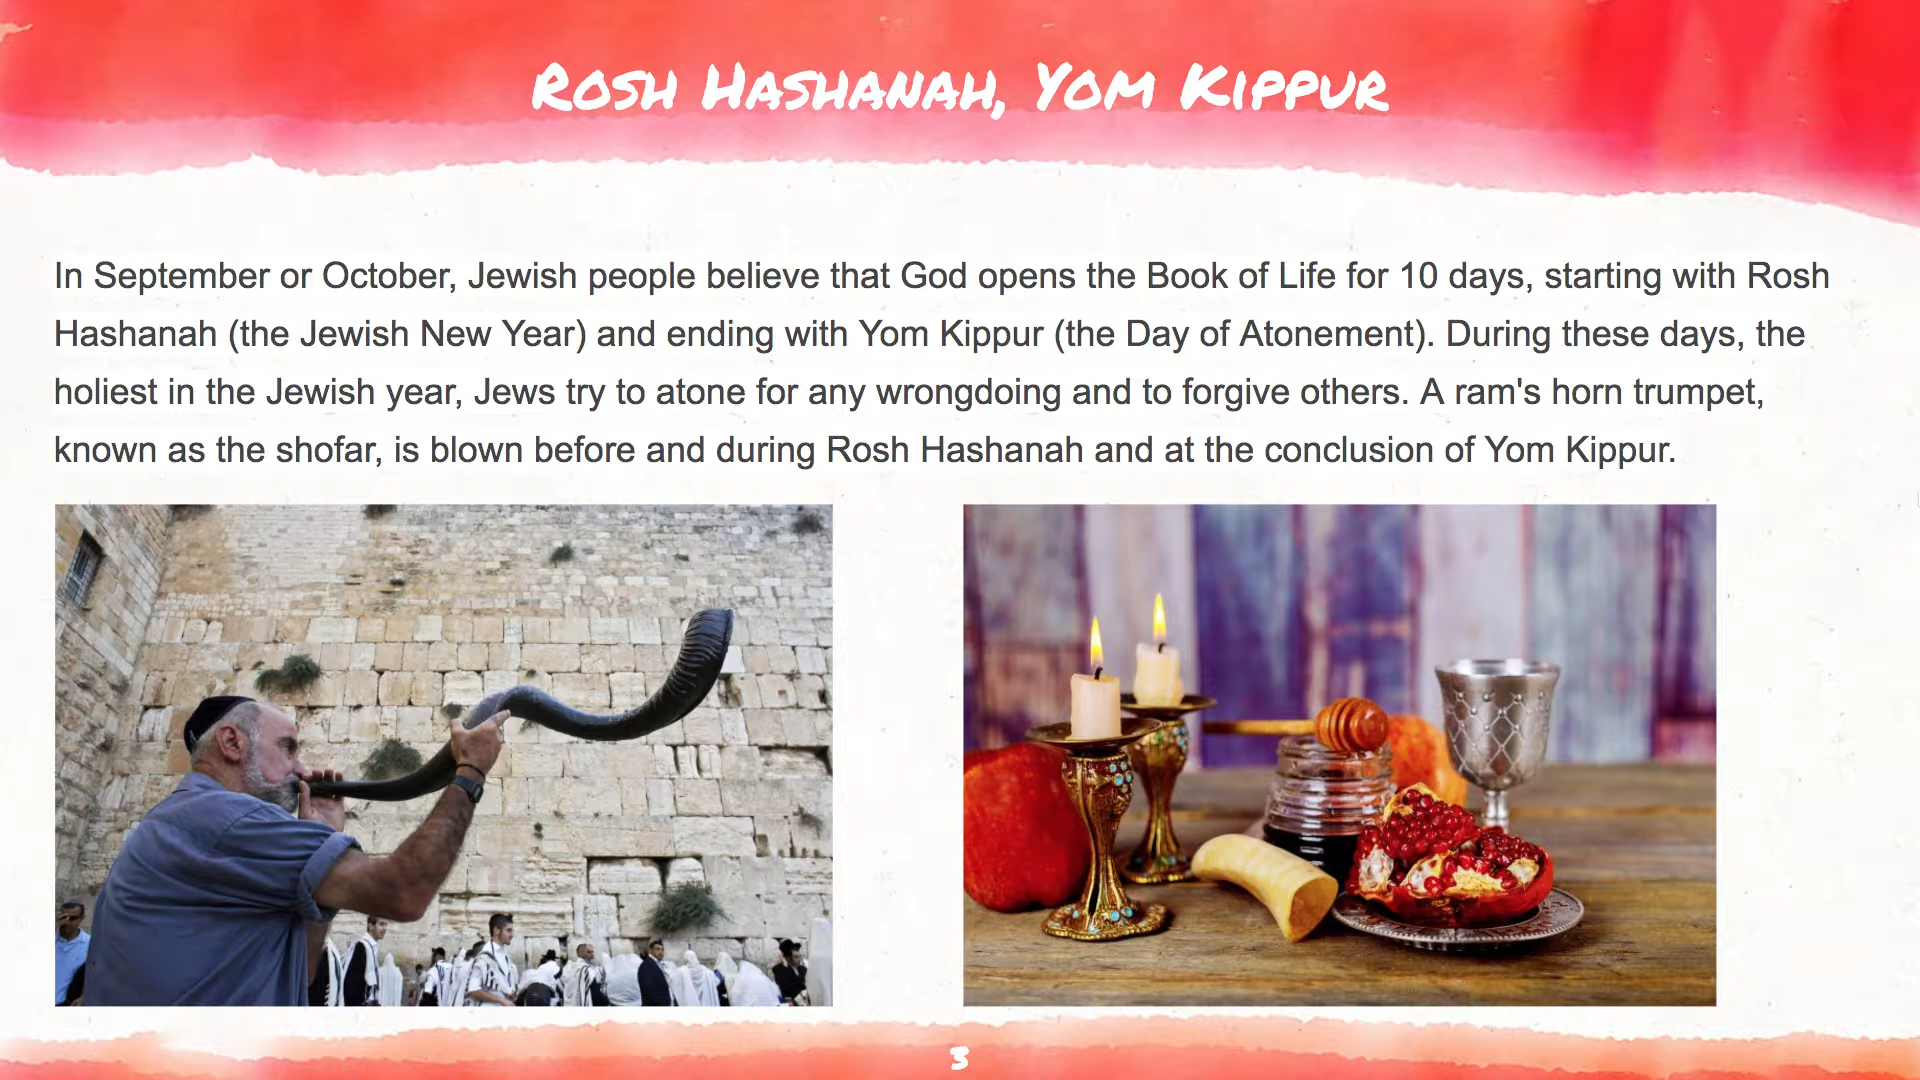 Rosh Hashanah, Yom Kippur
In September or October, Jewish people believe that God opens the Book of Life for 10 days, starting with Rosh
Hashanah (the Jewish New Year) and ending with Yom Kippur (the Day of Atonement). During these days, the
holiest in the Jewish year, Jews try to atone for any wrongdoing and to forgive others. A ram's horn trumpet,
known as the shofar, is blown before and during Rosh Hashanah and at the conclusion of Yom Kippur.
3